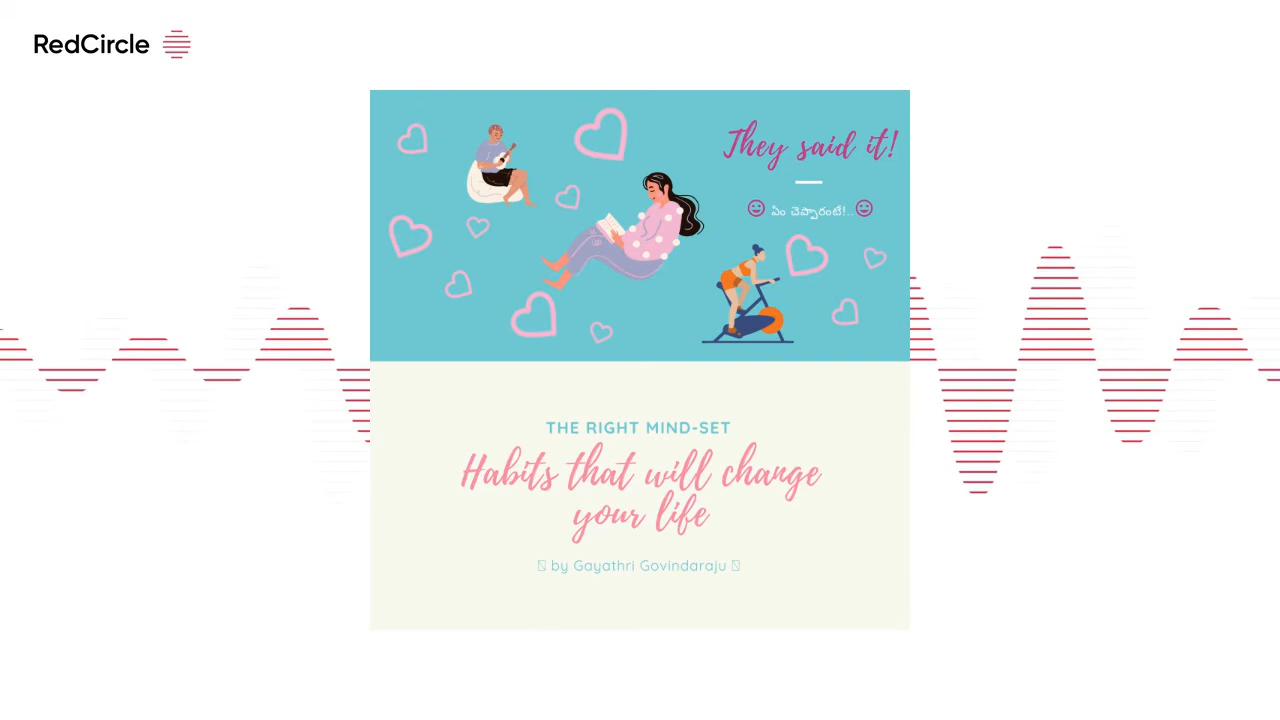 RedCircle
They said it!
ఏం చెప్పారంటే!..
THE RIGHT MIND-SET
Habits that will change
your life
by Gayathri Govindaraju